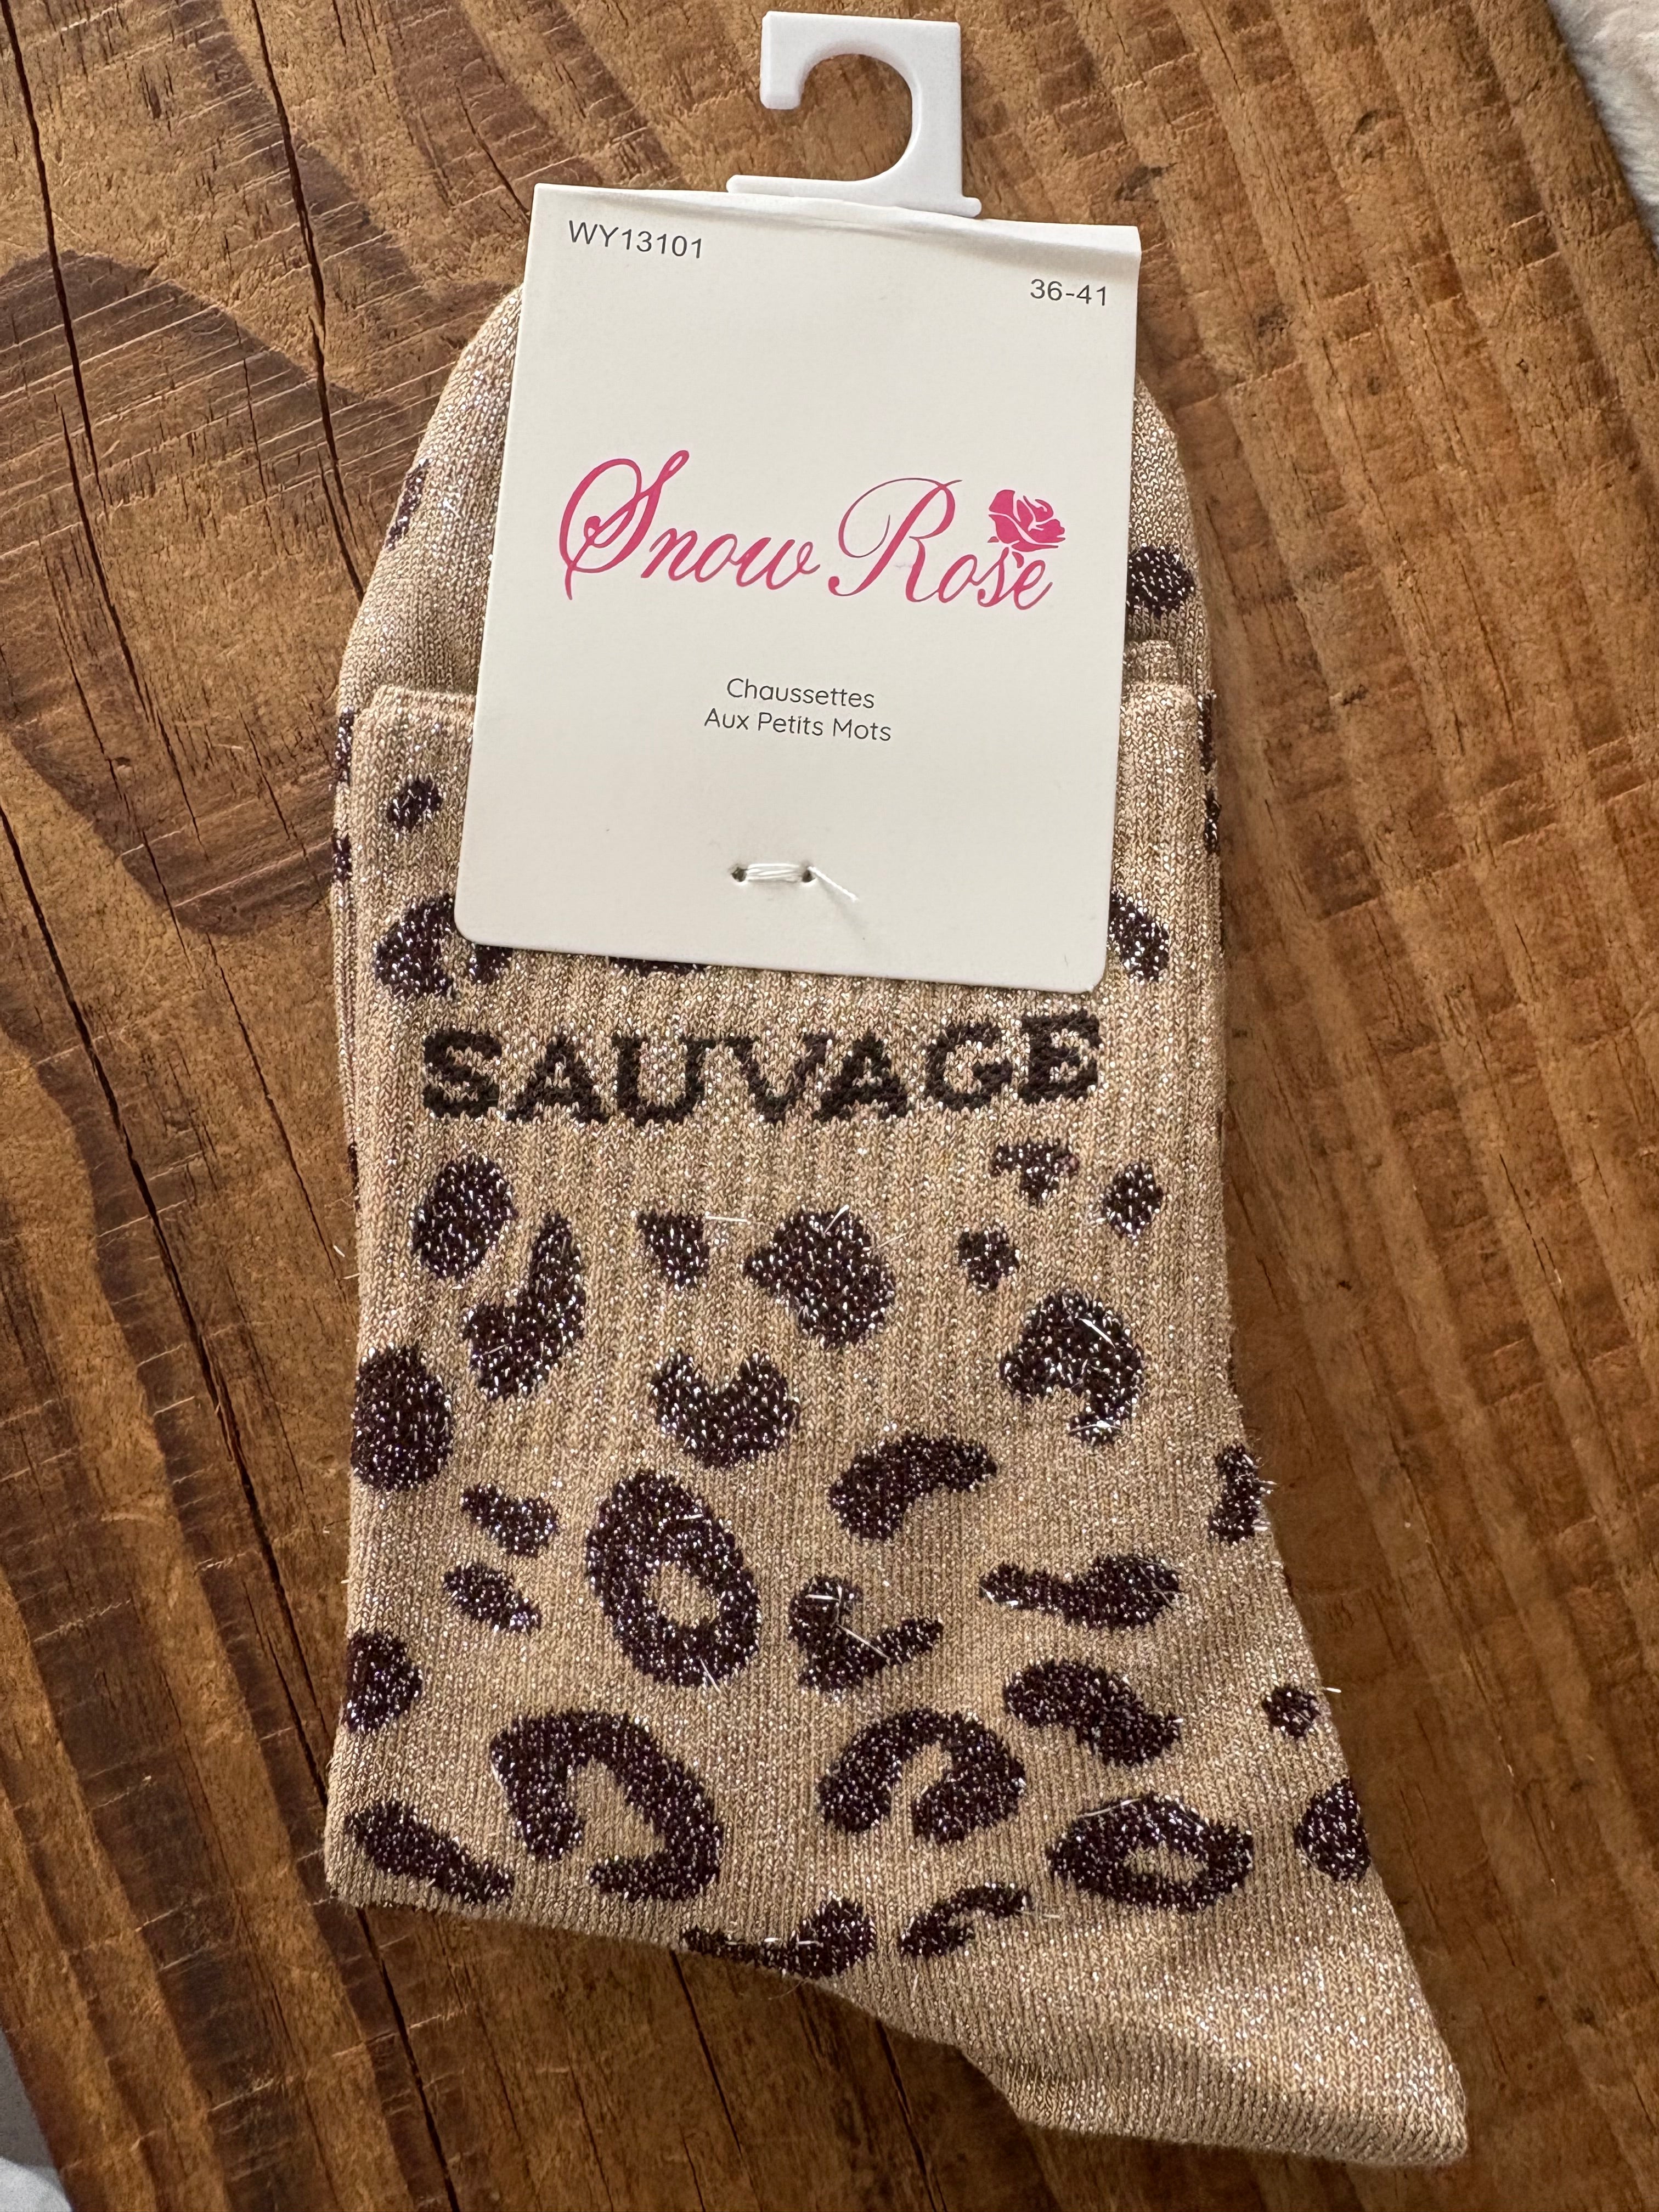 WY13101
36-41
Snow Rose
Chaussettes
Aux Petits Mots
SAUVAGE